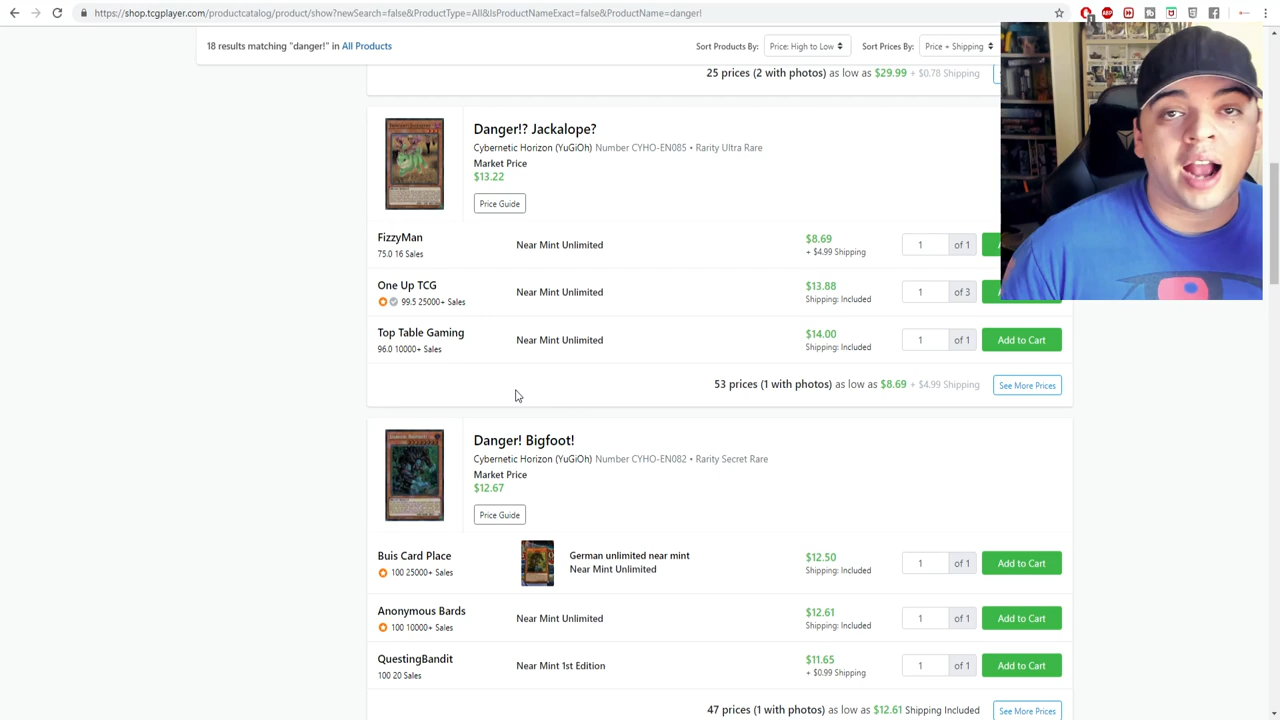 https://shop.tcgplayer.com/productcatalog/product/show?newSearch=false&ProductType=All&IsProductNameExact=false&ProductName=danger!
18 results matching "danger!" in All Products
Sort Products By: Price: High to Low
Sort Prices By: Price + Shipping
25 prices (2 with photos) as low as $29.99 + $0.78 Shipping
Danger!? Jackalope?
Cybernetic Horizon (YuGiOh) Number CYHO-EN085 • Rarity Ultra Rare
Market Price
$13.22
Price Guide
FizzyMan
75.0 16 Sales
Near Mint Unlimited
$8.69
+ $4.99 Shipping
1 of 1
One Up TCG
99.5 25000+ Sales
Near Mint Unlimited
$13.88
Shipping: Included
1 of 3
Top Table Gaming
96.0 10000+ Sales
Near Mint Unlimited
$14.00
Shipping: Included
1 of 1
Add to Cart
53 prices (1 with photos) as low as $8.69 + $4.99 Shipping
See More Prices
Danger! Bigfoot!
Cybernetic Horizon (YuGiOh) Number CYHO-EN082 • Rarity Secret Rare
Market Price
$12.67
Price Guide
Buis Card Place
100 25000+ Sales
German unlimited near mint
Near Mint Unlimited
$12.50
Shipping: Included
1 of 1
Add to Cart
Anonymous Bards
100 10000+ Sales
Near Mint Unlimited
$12.61
Shipping: Included
1 of 1
Add to Cart
QuestingBandit
100 20 Sales
Near Mint 1st Edition
$11.65
+ $0.99 Shipping
1 of 1
Add to Cart
47 prices (1 with photos) as low as $12.61 Shipping Included
See More Prices